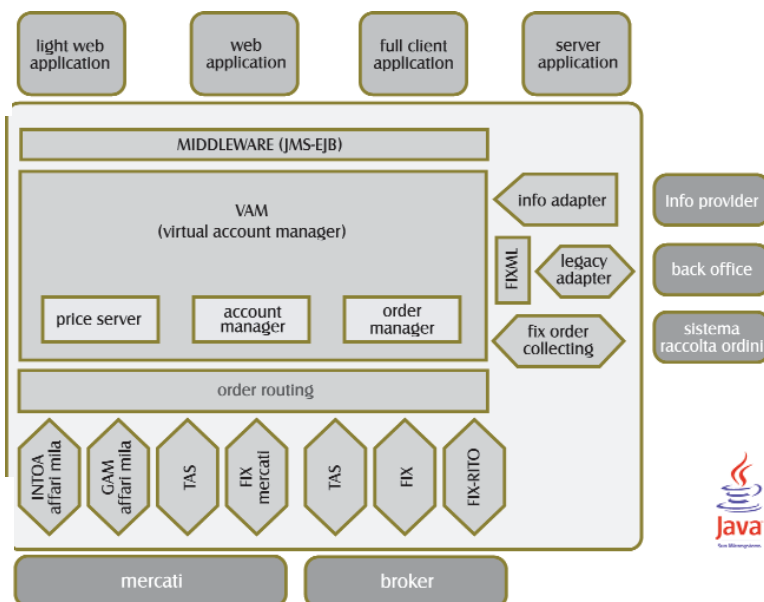 light web
application
web
application
full client
application
server
application
MIDDLEWARE (JMS-EJB)
VAM
(virtual account manager)
info adapter
info provider
FIXML
legacy
adapter
back office
price server
account
manager
order
manager
fix order
collecting
sistema
raccolta ordini
order routing
INTOA
affari mila
GAM
affari mila
TAS
FIX
mercati
TAS
FIX
FIX-RITO
Java
Sun Microsystems
mercati
broker